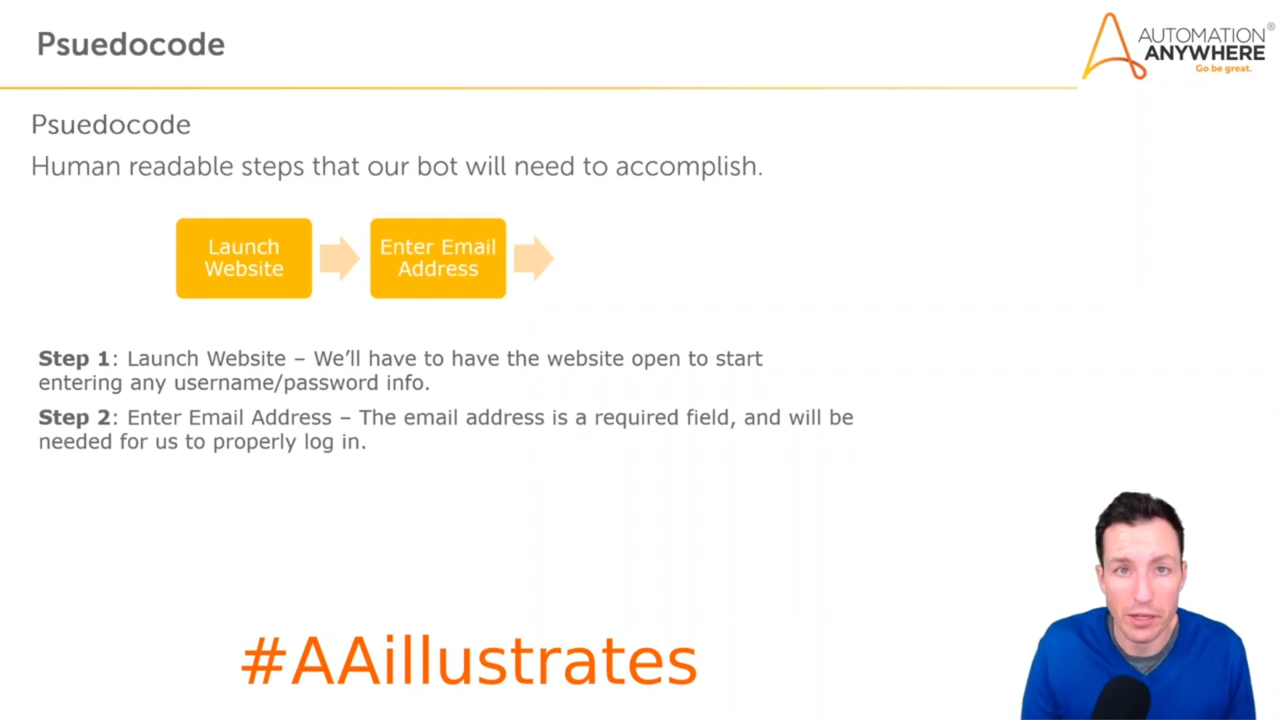 Psuedocode
AUTOMATION
ANYWHERE
®
Go be great.
Psuedocode
Human readable steps that our bot will need to accomplish.
Launch
Website
Enter Email
Address
Step 1: Launch Website – We’ll have to have the website open to start
entering any username/password info.
Step 2: Enter Email Address – The email address is a required field, and will be
needed for us to properly log in.
#AAillustrates